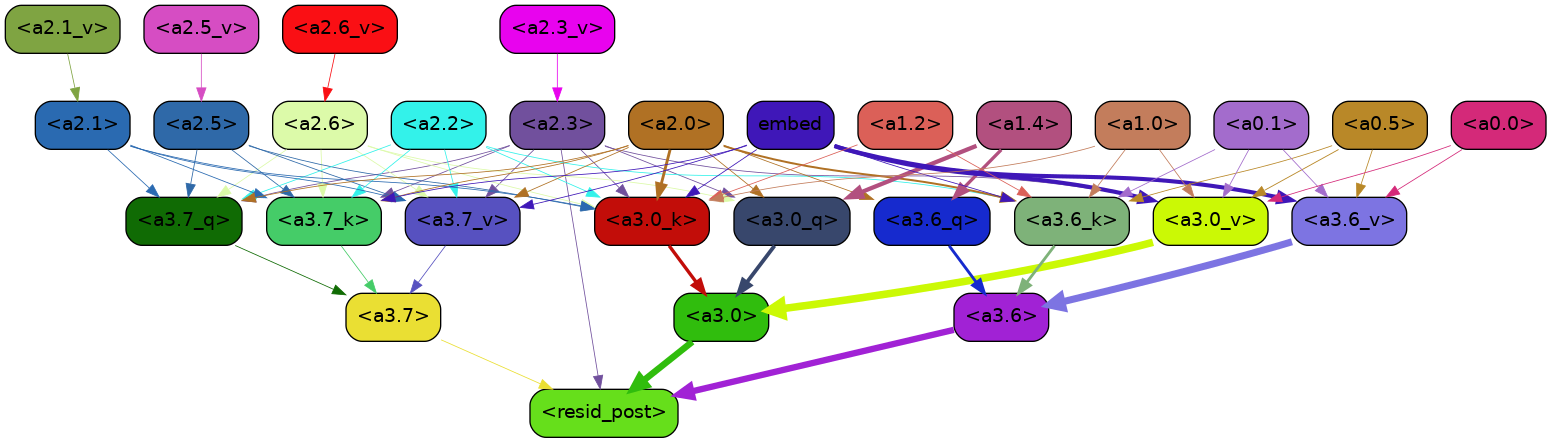 <a2.1_v> <a2.5_v> <a2.6_v> <a2.3_v>
<a2.1> <a2.5> <a2.6> <a2.2> <a2.3> <a2.0> embed <a1.2> <a1.4> <a1.0> <a0.1> <a0.5> <a0.0>
<a3.7_q> <a3.7_k> <a3.7_v> <a3.0_k> <a3.0_q> <a3.6_q> <a3.6_k> <a3.0_v> <a3.6_v>
<a3.7> <a3.0> <a3.6>
<resid_post>